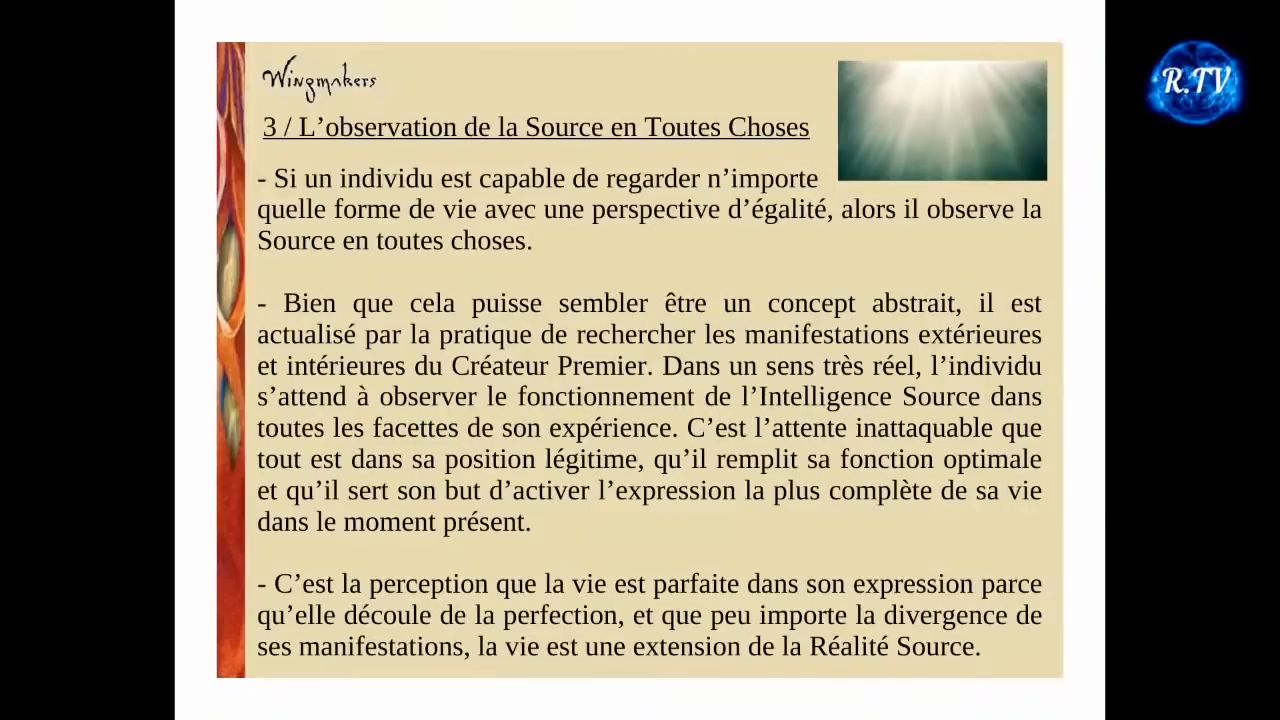 Wingmakers
R.TV
3 / L’observation de la Source en Toutes Choses
- Si un individu est capable de regarder n’importe
quelle forme de vie avec une perspective d’égalité, alors il observe la
Source en toutes choses.
- Bien que cela puisse sembler être un concept abstrait, il est
actualisé par la pratique de rechercher les manifestations extérieures
et intérieures du Créateur Premier. Dans un sens très réel, l’individu
s’attend à observer le fonctionnement de l’Intelligence Source dans
toutes les facettes de son expérience. C’est l’attente inattaquable que
tout est dans sa position légitime, qu’il remplit sa fonction optimale
et qu’il sert son but d’activer l’expression la plus complète de sa vie
dans le moment présent.
- C’est la perception que la vie est parfaite dans son expression parce
qu’elle découle de la perfection, et que peu importe la divergence de
ses manifestations, la vie est une extension de la Réalité Source.